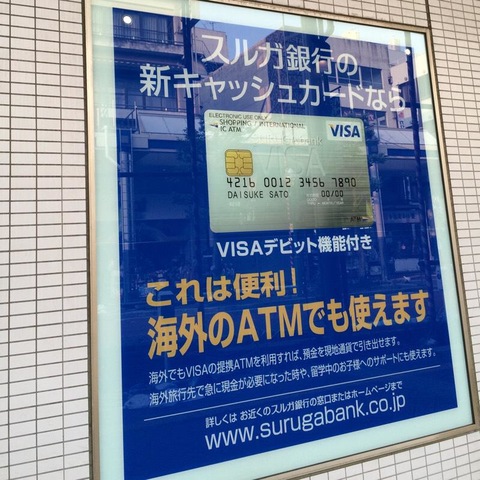 スルガ銀行の
新キャッシュカードなら
ELECTRONIC USE ONLY
SHOPPING / INTERNATIONAL
IC ATM
VISA
4216 0012 3456 7890
00/00
DAISUKE SATO
VISAデビット機能付き
これは便利!
海外のATMでも使えます
海外でもVISAの提携ATMを利用すれば、預金を現地通貨で引き出せます。
海外旅行先で急に現金が必要になった時や、留学中のお子様へのサポートにも使えます。
詳しくは お近くのスルガ銀行の窓口またはホームページまで
www.surugabank.co.jp